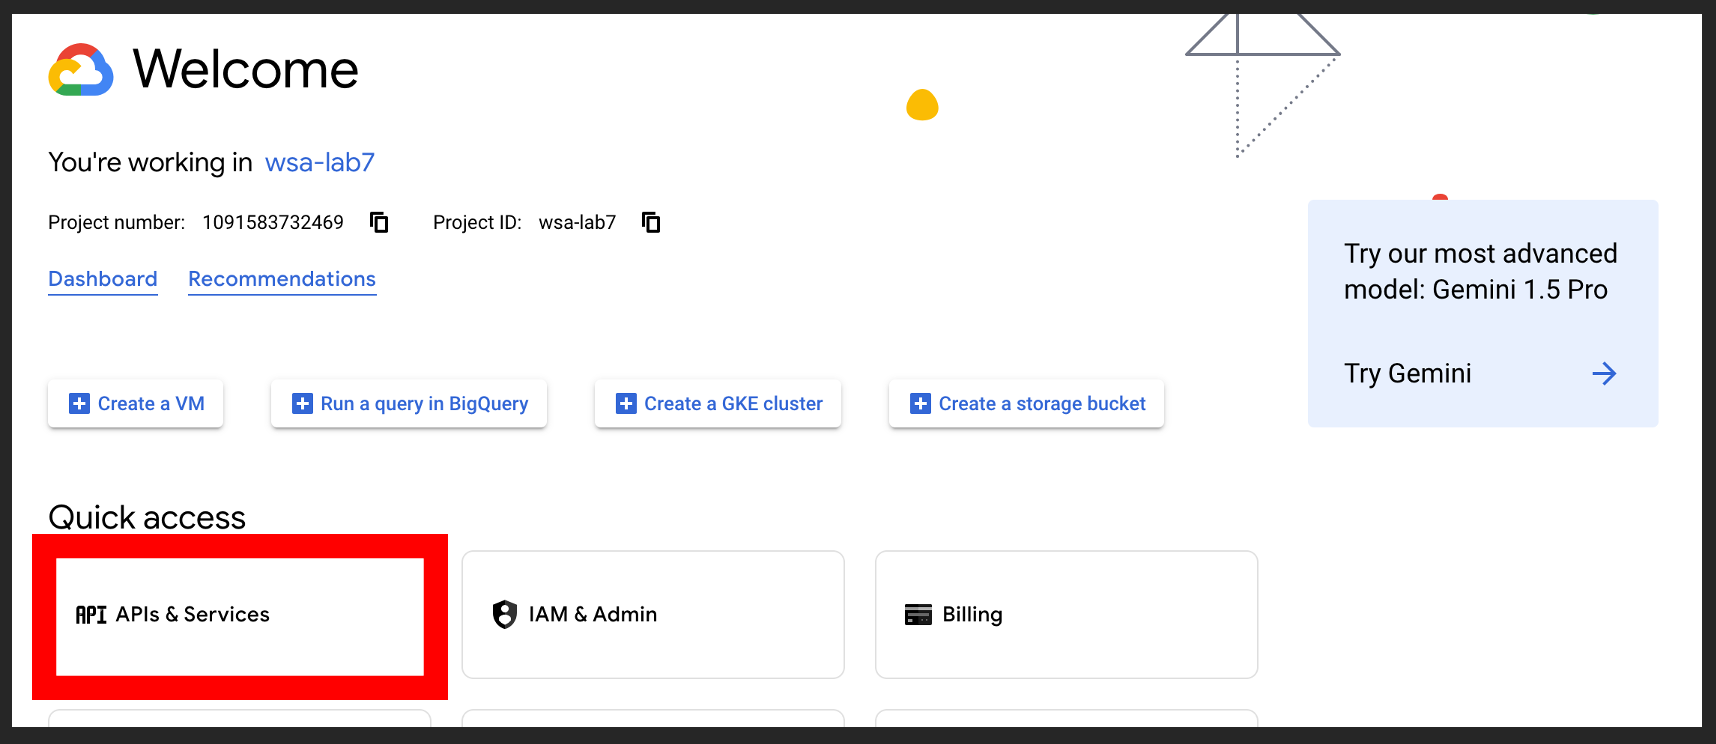 Welcome
You're working in wsa-lab7
Project number: 1091583732469 Project ID: wsa-lab7
Dashboard Recommendations
Try our most advanced
model: Gemini 1.5 Pro
Try Gemini
Create a VM Run a query in BigQuery Create a GKE cluster Create a storage bucket
Quick access
API APIs & Services IAM & Admin Billing